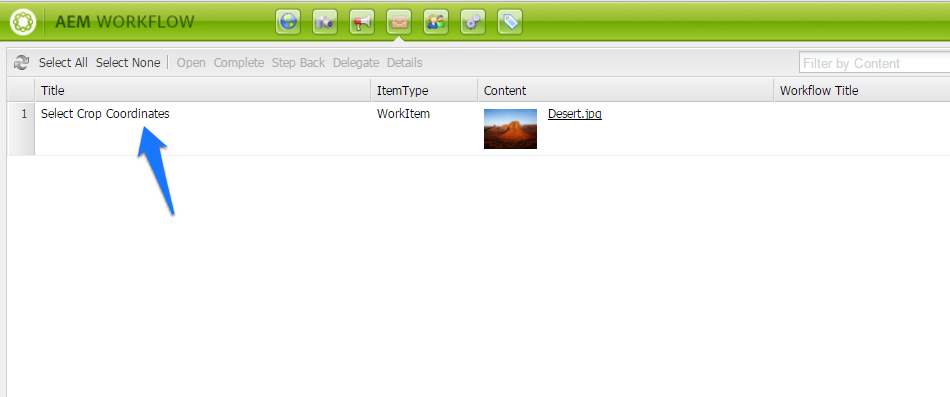 AEM WORKFLOW
Select All Select None Open Complete Step Back Delegate Details Filter by Content
Title ItemType Content Workflow Title
1 Select Crop Coordinates WorkItem Desert.jpg